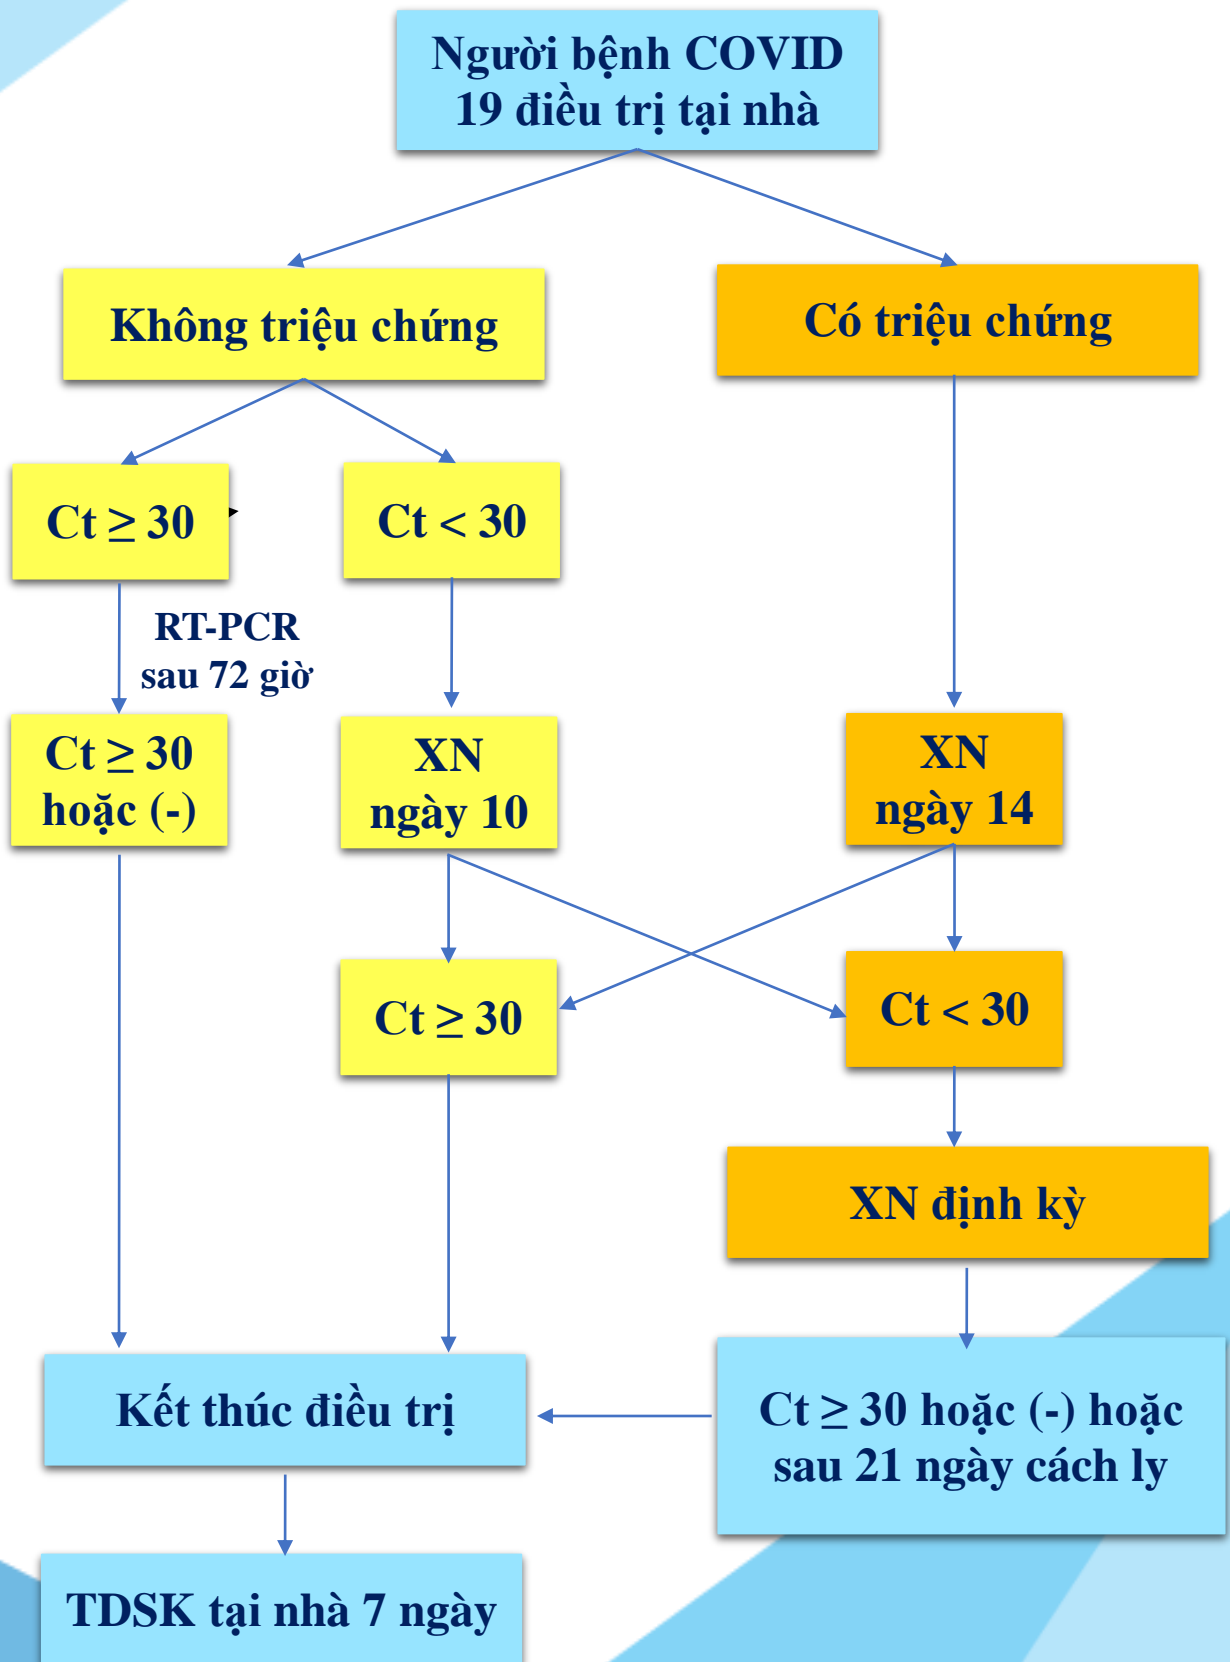 Người bệnh COVID
19 điều trị tại nhà
Không triệu chứng
Có triệu chứng
Ct ≥ 30
Ct < 30
RT-PCR
sau 72 giờ
Ct ≥ 30
hoặc (-)
XN
ngày 10
XN
ngày 14
Ct ≥ 30
Ct < 30
XN định kỳ
Kết thúc điều trị
Ct ≥ 30 hoặc (-) hoặc
sau 21 ngày cách ly
TDSK tại nhà 7 ngày